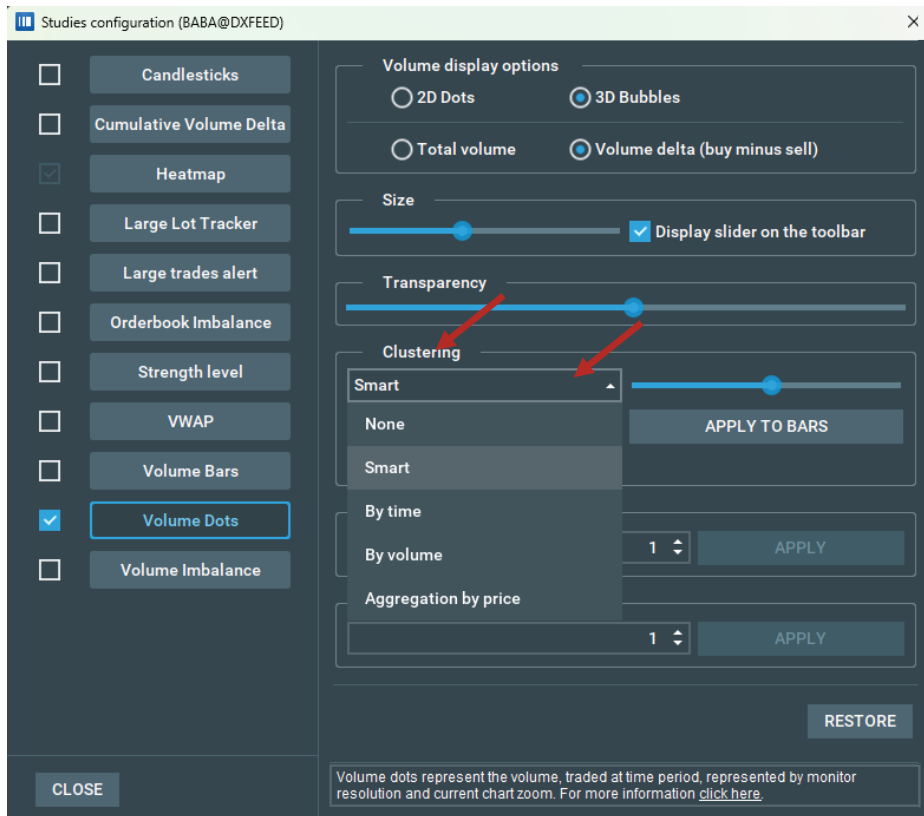 Studies configuration (BABA@DXFEED)
Candlesticks
Cumulative Volume Delta
Heatmap
Large Lot Tracker
Large trades alert
Orderbook Imbalance
Strength level
VWAP
Volume Bars
Volume Dots
Volume Imbalance
CLOSE
Volume display options
2D Dots 3D Bubbles
Total volume Volume delta (buy minus sell)
Size
Display slider on the toolbar
Transparency
Clustering
Smart
None
Smart
By time
By volume
Aggregation by price
APPLY TO BARS
1 APPLY
1 APPLY
RESTORE
Volume dots represent the volume, traded at time period, represented by monitor
resolution and current chart zoom. For more information click here.